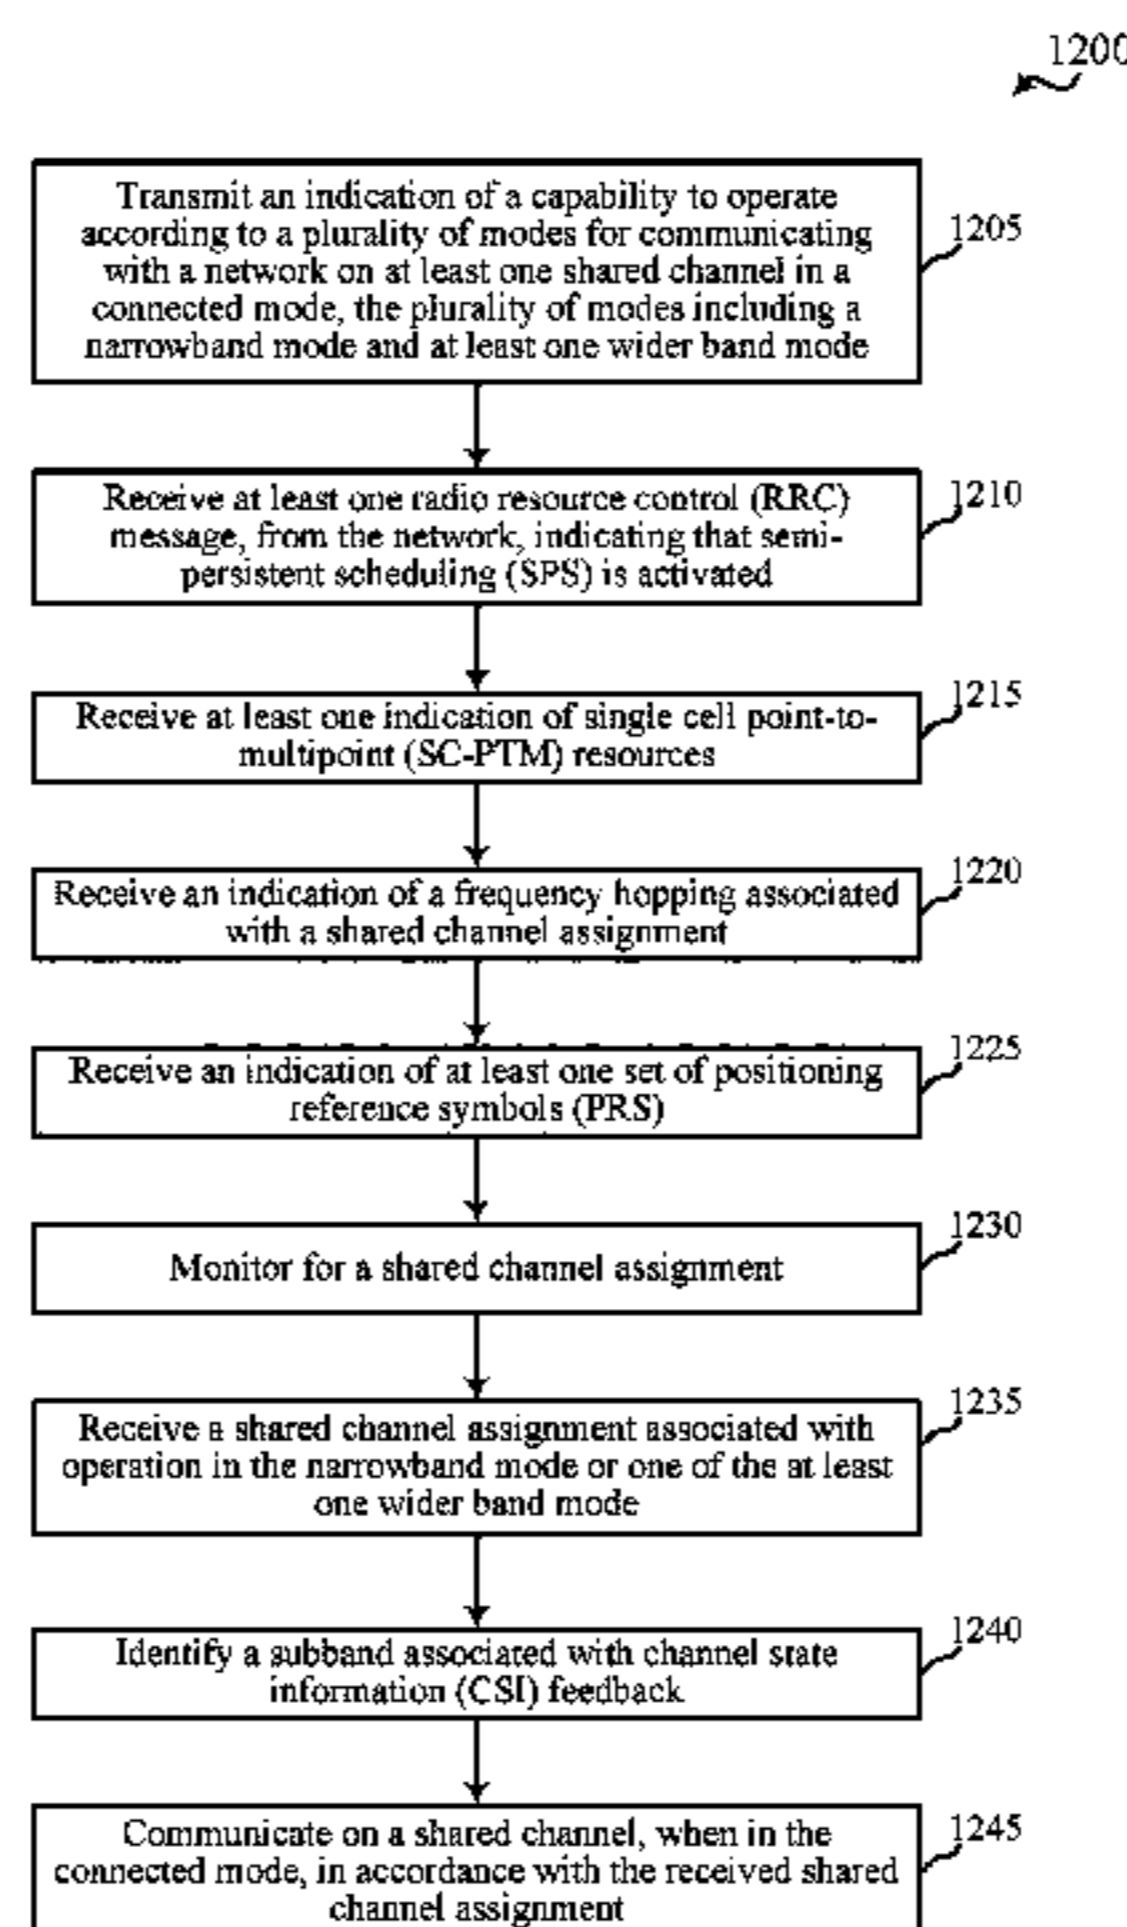 1200
Transmit an indication of a capability to operate
according to a plurality of modes for communicating
with a network on at least one shared channel in a
connected mode, the plurality of modes including a
narrowband mode and at least one wider band mode
1205
Receive at least one radio resource control (RRC)
message, from the network, indicating that semi-
persistent scheduling (SPS) is activated
1210
Receive at least one indication of single cell point-to-
multipoint (SC-PTM) resources
1215
Receive an indication of a frequency hopping associated
with a shared channel assignment
1220
Receive an indication of at least one set of positioning
reference symbols (PRS)
1225
Monitor for a shared channel assignment
1230
Receive a shared channel assignment associated with
operation in the narrowband mode or one of the at least
one wider band mode
1235
Identify a subband associated with channel state
information (CSI) feedback
1240
Communicate on a shared channel, when in the
connected mode, in accordance with the received shared
channel assignment
1245